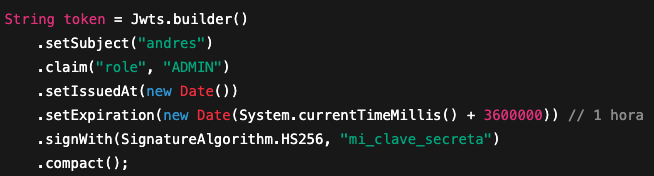 String token = Jwts.builder()
.setSubject("andres")
.claim("role", "ADMIN")
.setIssuedAt(new Date())
.setExpiration(new Date(System.currentTimeMillis() + 3600000)) // 1 hora
.signWith(SignatureAlgorithm.HS256, "mi_clave_secreta")
.compact();